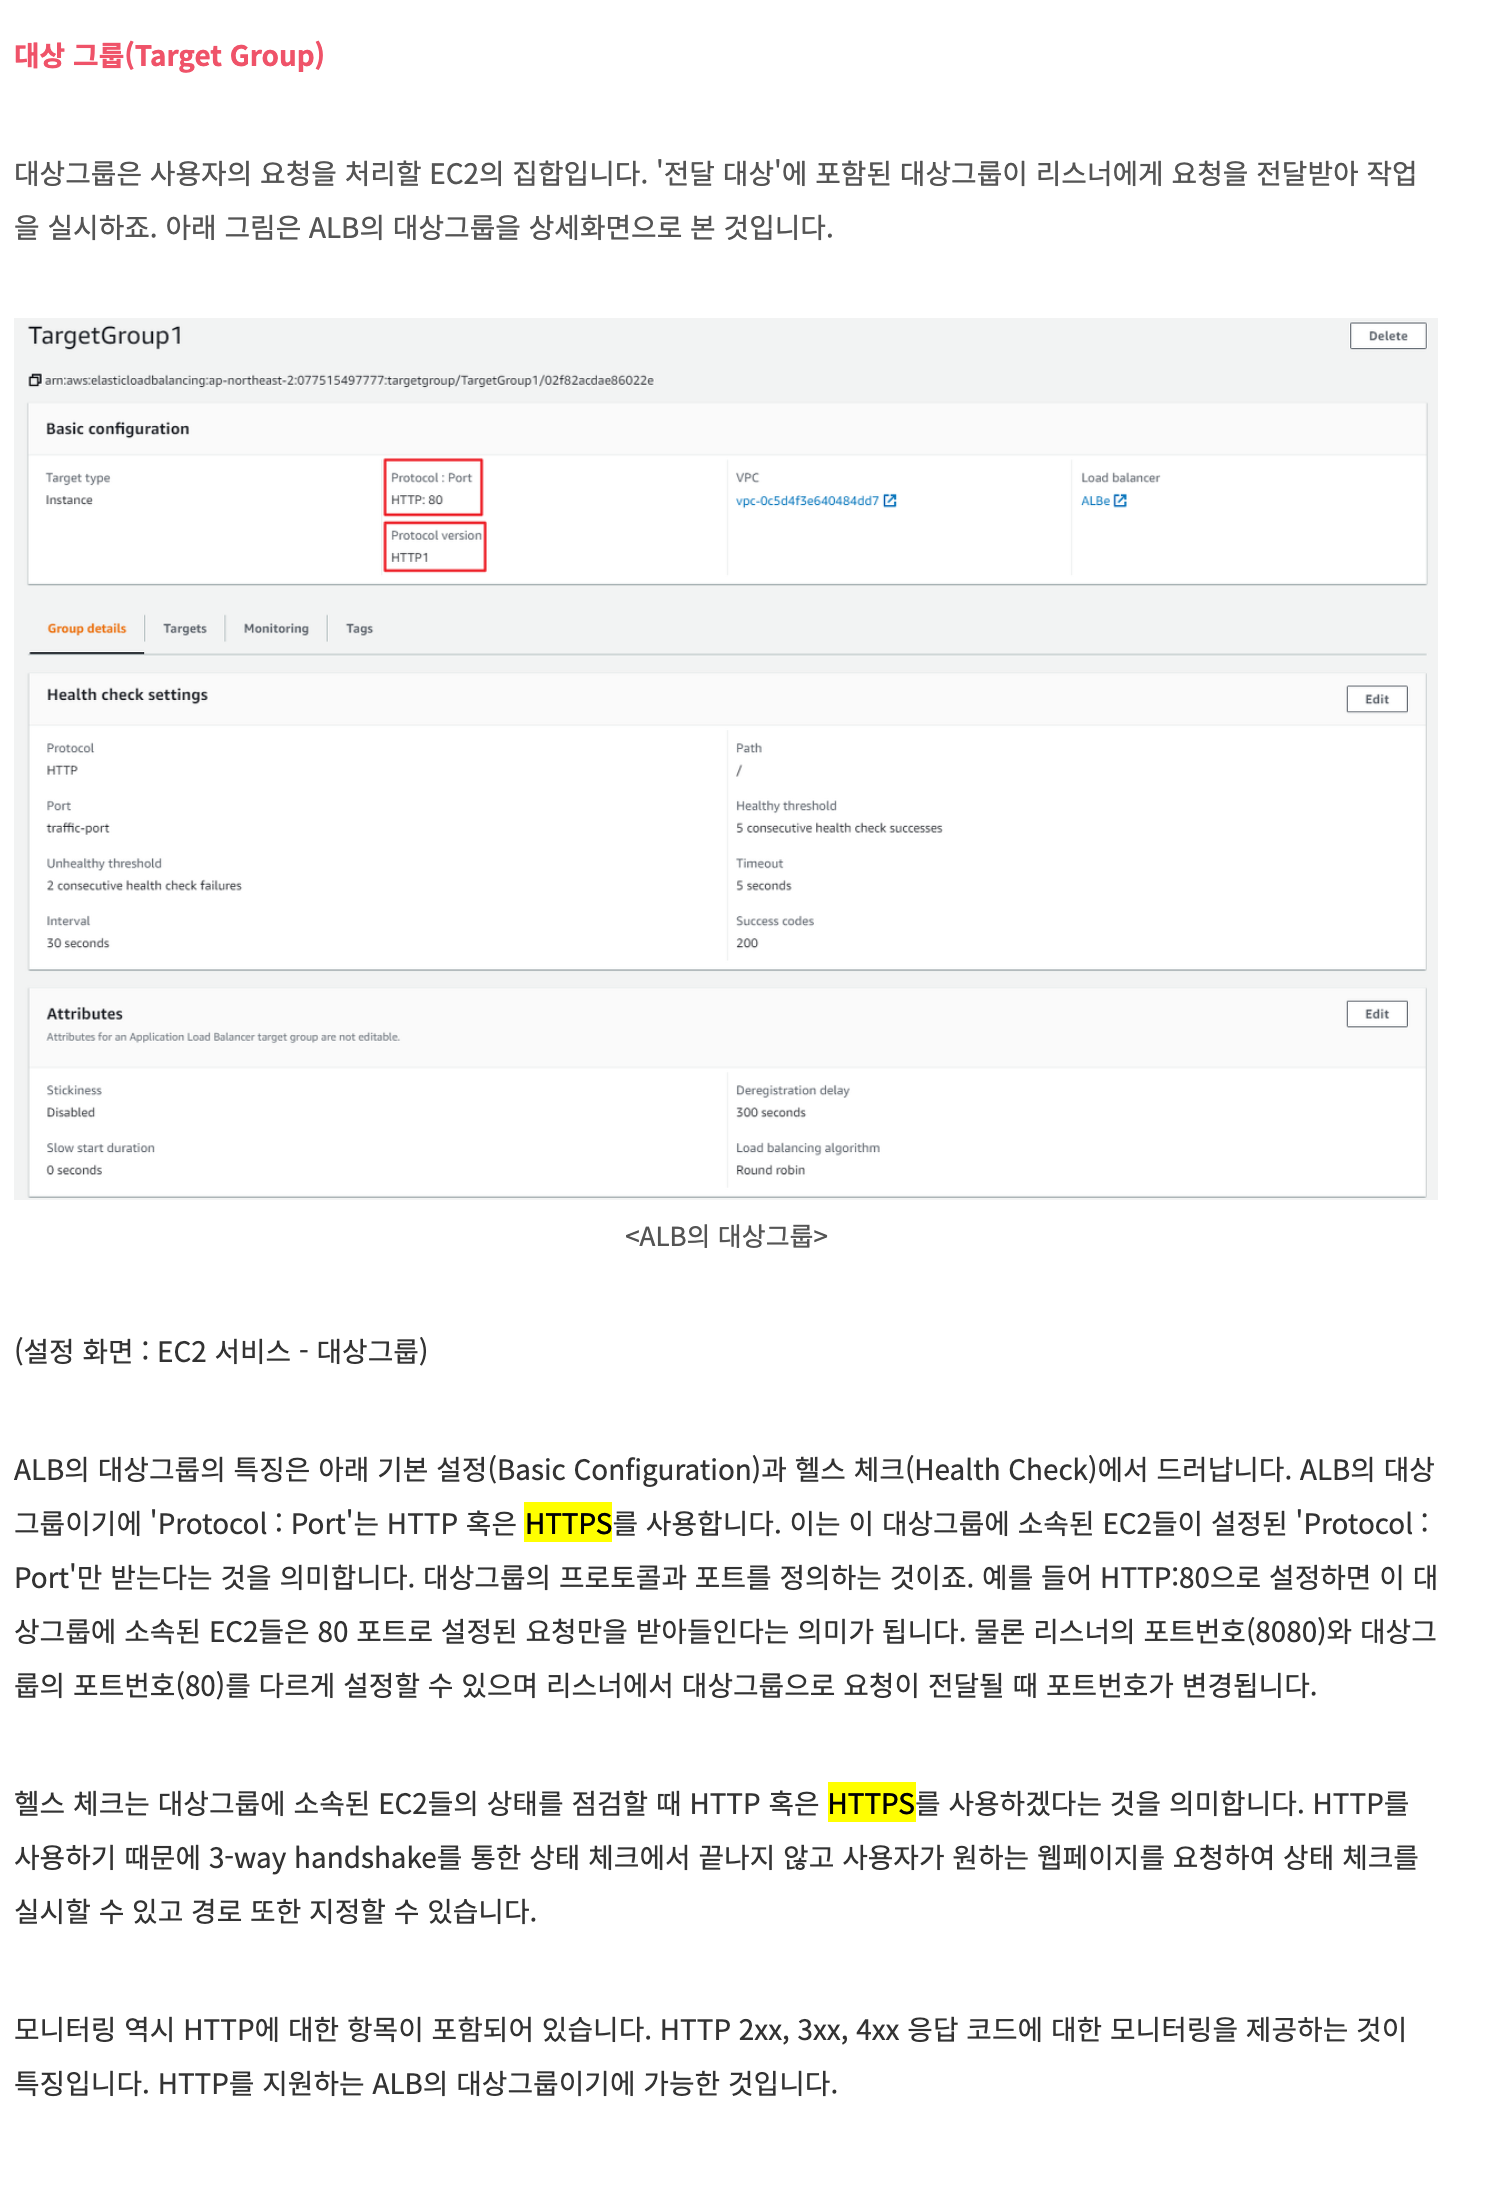 대상 그룹(Target Group)
대상그룹은 사용자의 요청을 처리할 EC2의 집합입니다. '전달 대상'에 포함된 대상그룹이 리스너에게 요청을 전달받아 작업
을 실시하죠. 아래 그림은 ALB의 대상그룹을 상세화면으로 본 것입니다.
TargetGroup1
Delete
arn:aws:elasticloadbalancing:ap-northeast-2:077515497777:targetgroup/TargetGroup1/02f82acdae86022e
Basic configuration
Target type
Instance
Protocol : Port
HTTP: 80
Protocol version
HTTP1
VPC
vpc-0c5d4f3e640484dd7
Load balancer
ALBe
Group details
Targets
Monitoring
Tags
Health check settings
Edit
Protocol
HTTP
Path
/
Port
traffic-port
Healthy threshold
5 consecutive health check successes
Unhealthy threshold
2 consecutive health check failures
Timeout
5 seconds
Interval
30 seconds
Success codes
200
Attributes
Edit
Attributes for an Application Load Balancer target group are not editable.
Stickiness
Disabled
Deregistration delay
300 seconds
Slow start duration
0 seconds
Load balancing algorithm
Round robin
<ALB의 대상그룹>
(설정 화면 : EC2 서비스 - 대상그룹)
ALB의 대상그룹의 특징은 아래 기본 설정(Basic Configuration)과 헬스 체크(Health Check)에서 드러납니다. ALB의 대상
그룹이기에 'Protocol : Port'는 HTTP 혹은 HTTPS를 사용합니다. 이는 이 대상그룹에 소속된 EC2들이 설정된 'Protocol :
Port'만 받는다는 것을 의미합니다. 대상그룹의 프로토콜과 포트를 정의하는 것이죠. 예를 들어 HTTP:80으로 설정하면 이 대
상그룹에 소속된 EC2들은 80 포트로 설정된 요청만을 받아들인다는 의미가 됩니다. 물론 리스너의 포트번호(8080)와 대상그
룹의 포트번호(80)를 다르게 설정할 수 있으며 리스너에서 대상그룹으로 요청이 전달될 때 포트번호가 변경됩니다.
헬스 체크는 대상그룹에 소속된 EC2들의 상태를 점검할 때 HTTP 혹은 HTTPS를 사용하겠다는 것을 의미합니다. HTTP를
사용하기 때문에 3-way handshake를 통한 상태 체크에서 끝나지 않고 사용자가 원하는 웹페이지를 요청하여 상태 체크를
실시할 수 있고 경로 또한 지정할 수 있습니다.
모니터링 역시 HTTP에 대한 항목이 포함되어 있습니다. HTTP 2xx, 3xx, 4xx 응답 코드에 대한 모니터링을 제공하는 것이
특징입니다. HTTP를 지원하는 ALB의 대상그룹이기에 가능한 것입니다.